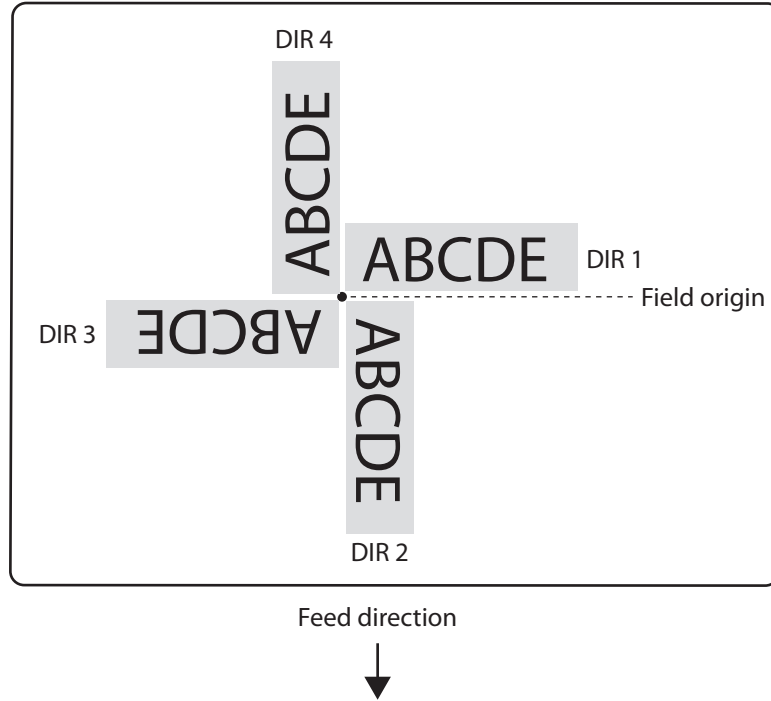 DIR 4
ABCDE
ABCDE
DIR 1
Field origin
DIR 3
ABCDE
ABCDE
DIR 2
Feed direction